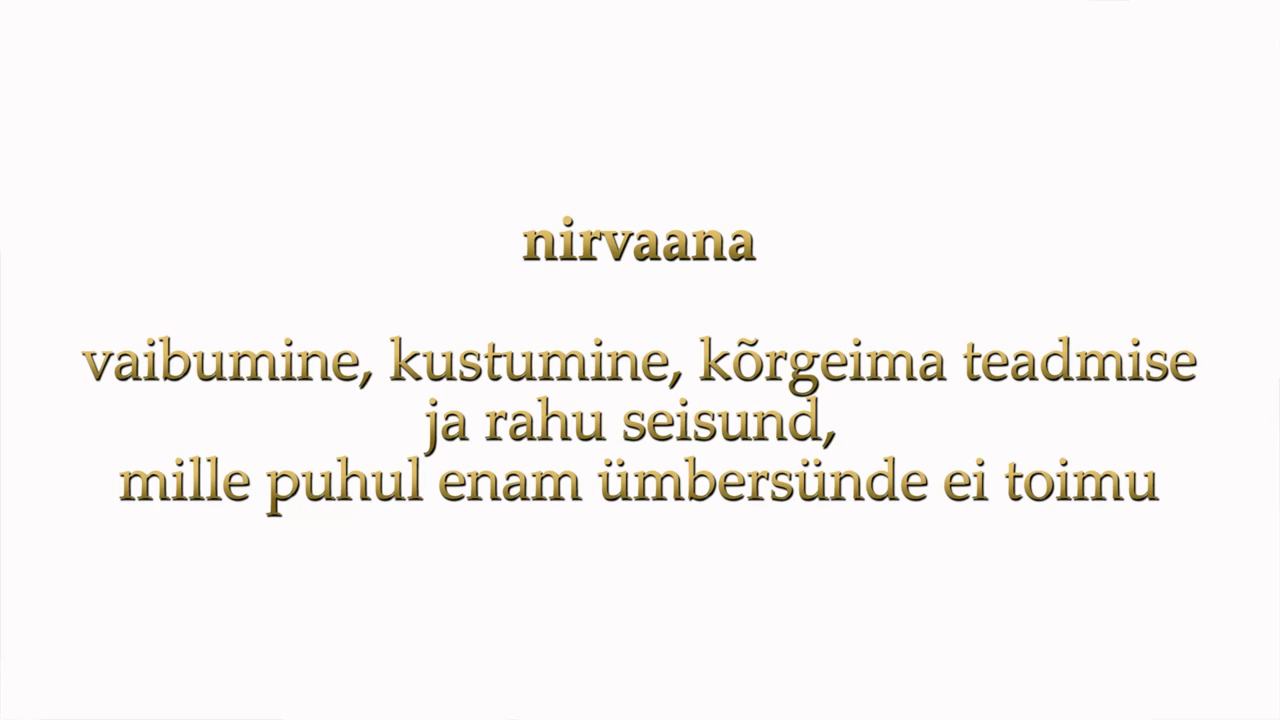 nirvaana
vaibumine, kustumine, kõrgeima teadmise
ja rahu seisund,
mille puhul enam ümbersünde ei toimu